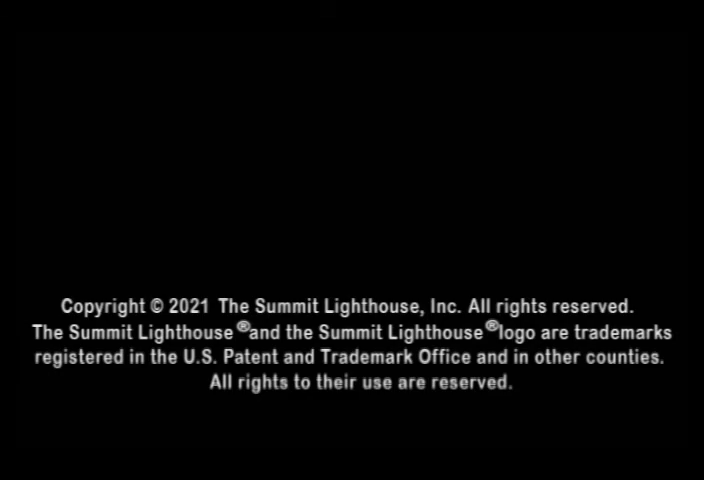 Copyright © 2021 The Summit Lighthouse, Inc. All rights reserved.
The Summit Lighthouse ® and the Summit Lighthouse ® logo are trademarks
registered in the U.S. Patent and Trademark Office and in other counties.
All rights to their use are reserved.